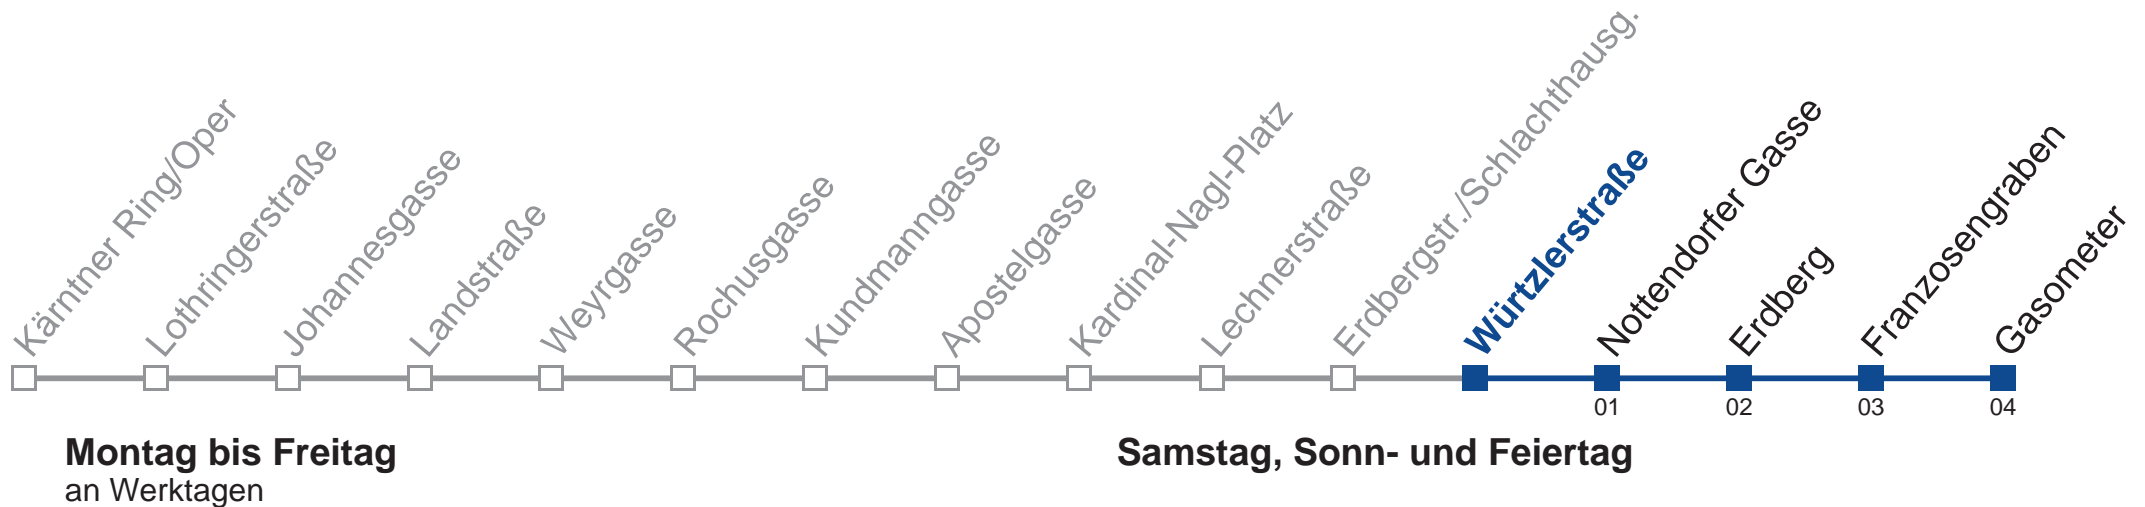 Kärntner Ring/Oper
Lothringerstraße
Johannesgasse
Landstraße
Weyrgasse
Rochusgasse
Kundmanngasse
Apostelgasse
Kardinal-Nagl-Platz
Lechnerstraße
Erdbergstr./Schlachthausg.
Würtzlerstraße
Nottendorfer Gasse
Erdberg
Franzosengraben
Gasometer
01 02 03 04
Montag bis Freitag
an Werktagen
Samstag, Sonn- und Feiertag